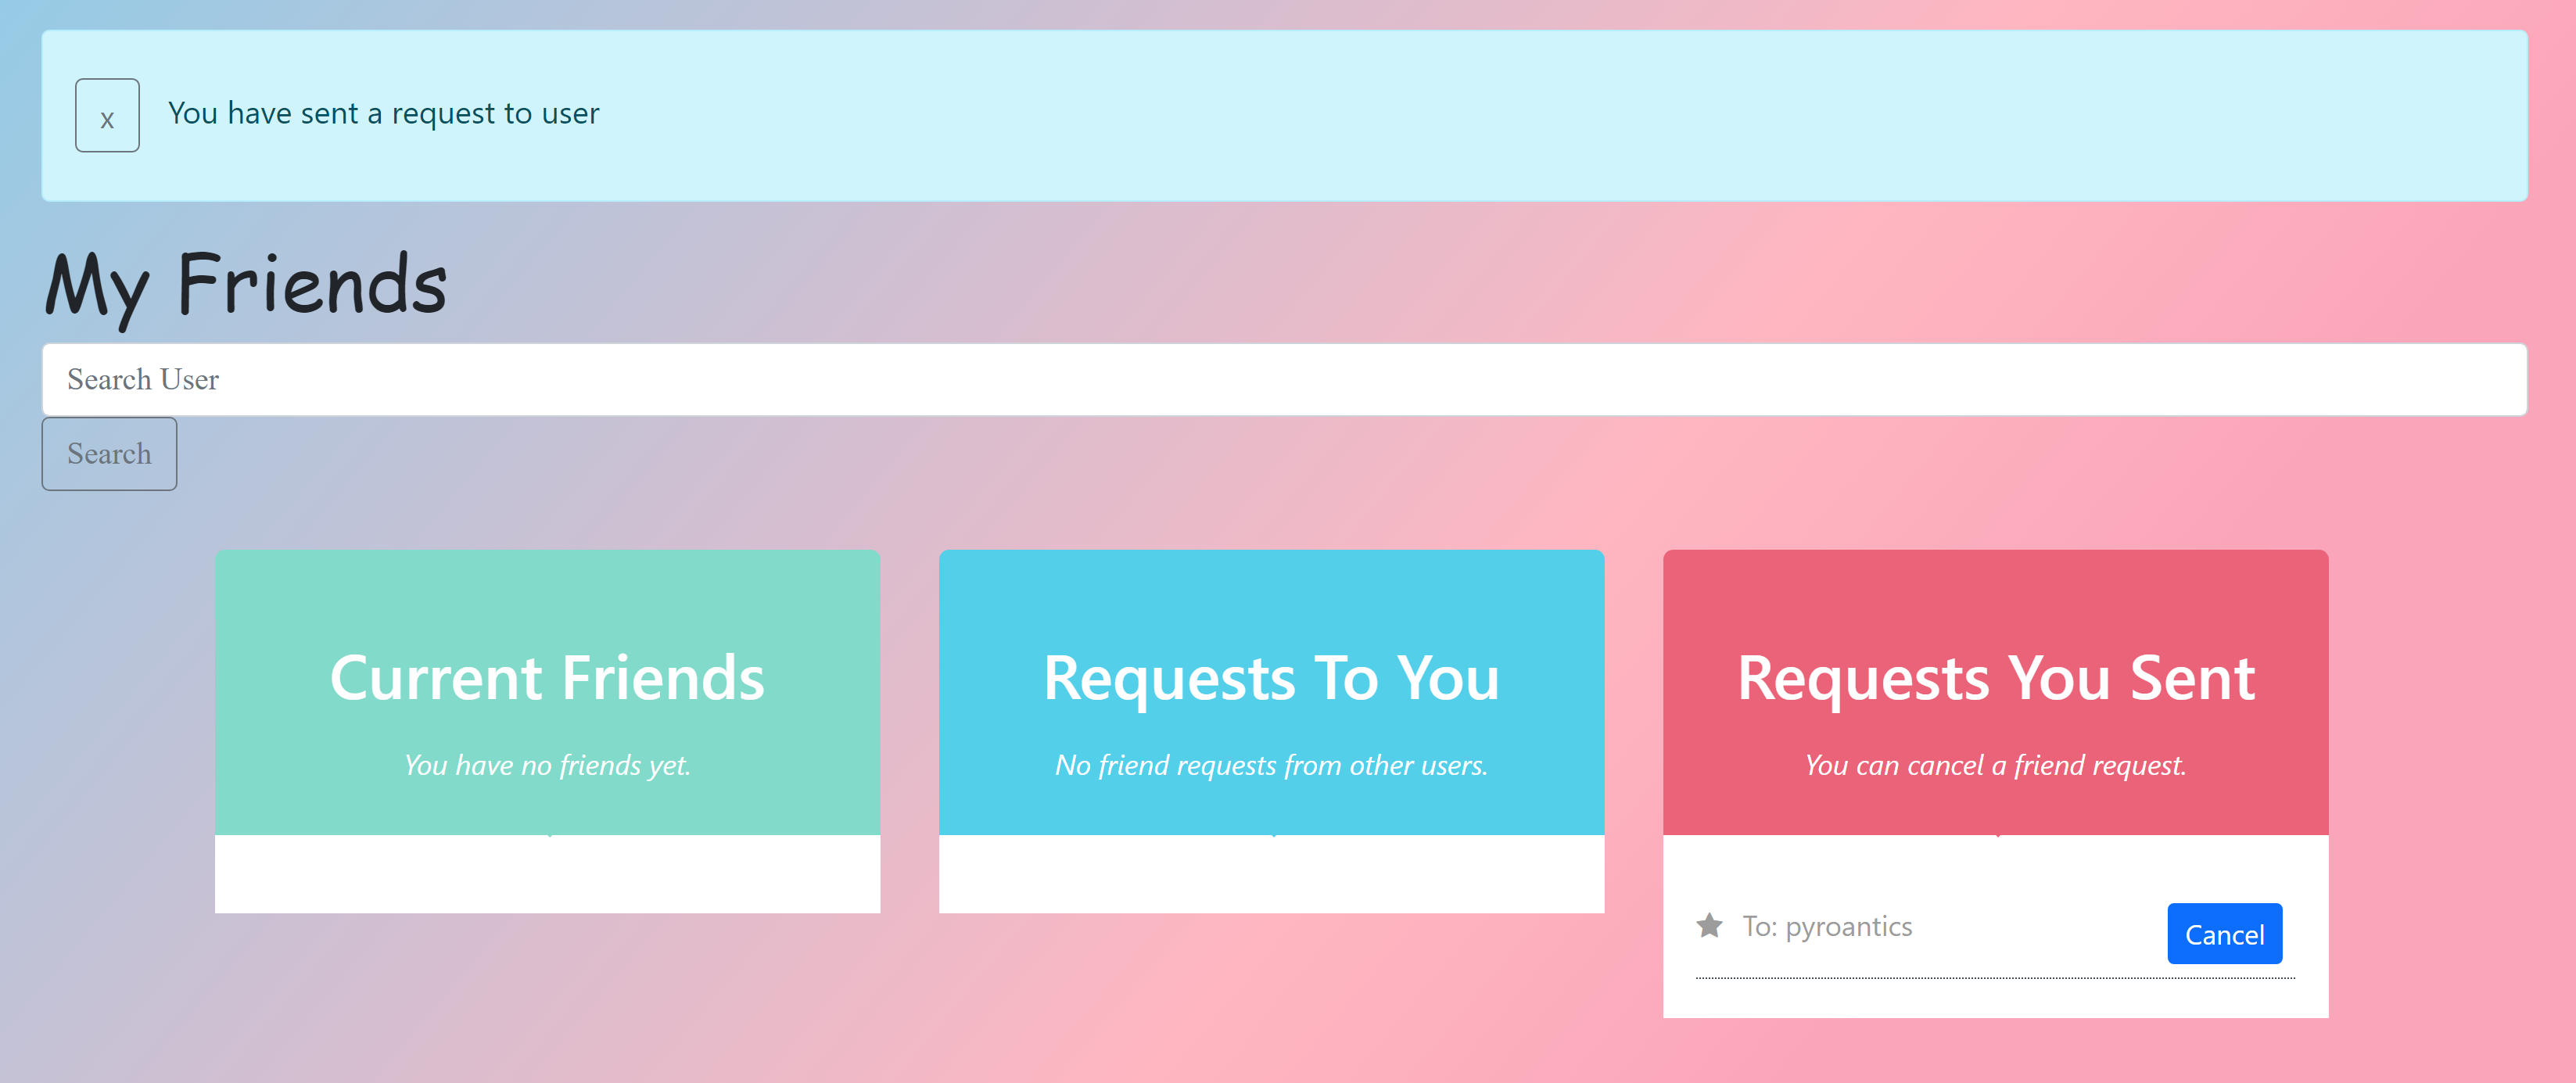 x You have sent a request to user
My Friends
Search User
Search
Current Friends
You have no friends yet.
Requests To You
No friend requests from other users.
Requests You Sent
You can cancel a friend request.
To: pyroantics Cancel